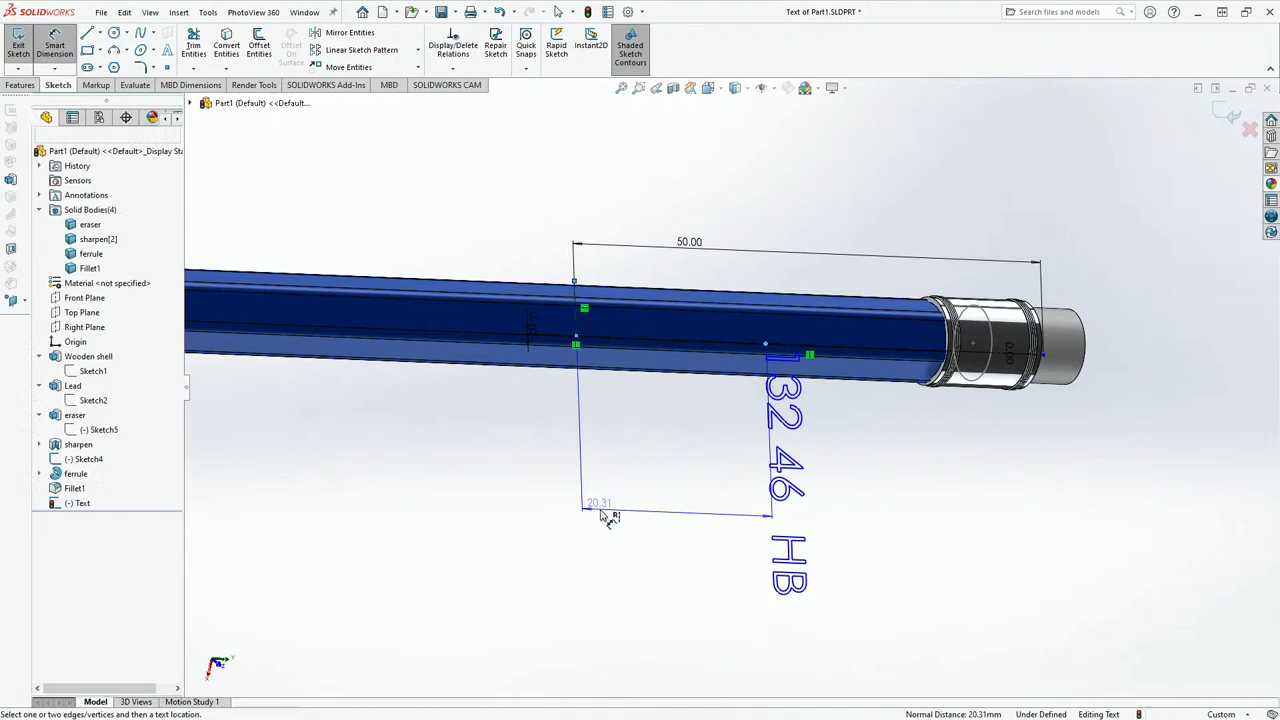 SOLIDWORKS
File
Edit
View
Insert
Tools
PhotoView 360
Window
Text of Part1.SLDPRT *
Search files and models
Exit Sketch
Smart Dimension
Trim Entities
Convert Entities
Offset Entities
Offset On Surface
Mirror Entities
Linear Sketch Pattern
Move Entities
Display/Delete Relations
Repair Sketch
Quick Snaps
Rapid Sketch
Instant2D
Shaded Sketch Contours
Features
Sketch
Markup
Evaluate
MBD Dimensions
Render Tools
SOLIDWORKS Add-Ins
MBD
SOLIDWORKS CAM
Part1 (Default) <<Default...
Part1 (Default) <<Default>_Display Sta
History
Sensors
Annotations
Solid Bodies(4)
eraser
sharpen[2]
ferrule
Fillet1
Material <not specified>
Front Plane
Top Plane
Right Plane
Origin
Wooden shell
Sketch1
Lead
Sketch2
eraser
(-) Sketch5
sharpen
(-) Sketch4
ferrule
Fillet1
(-) Text
50.00
20.31
132 46 HB
Model
3D Views
Motion Study 1
Select one or two edges/vertices and then a text location.
Normal Distance: 20.31mm
Under Defined
Editing Text
Custom